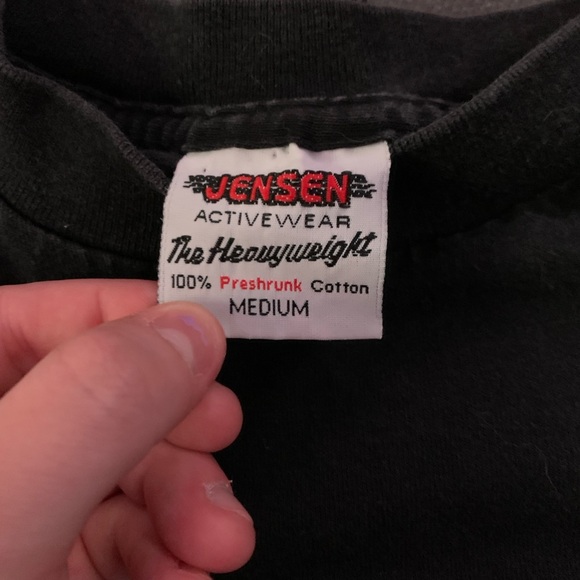 JENSEN
ACTIVEWEAR
The Heavyweight
100% Preshrunk Cotton
MEDIUM